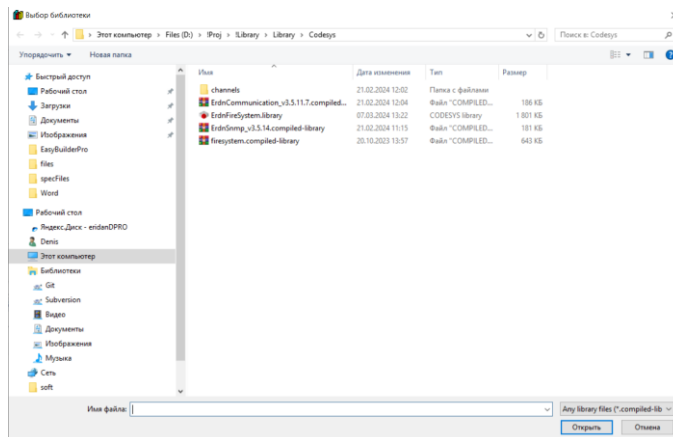 Выбор библиотеки
Этот компьютер > Files (D:) > !Proj > !Library > Library > Codesys
Поиск в: Codesys
Упорядочить
Новая папка
Быстрый доступ
Рабочий стол
Загрузки
Документы
Изображения
EasyBuilderPro
files
specFiles
Word
Рабочий стол
Яндекс.Диск - eridanDPRO
Denis
Этот компьютер
Библиотеки
Git
Subversion
Видео
Документы
Изображения
Музыка
Сеть
soft
Имя Дата изменения Тип Размер
channels 21.02.2024 12:02 Папка с файлами
ErdnCommunication_v3.5.11.7.compiled... 21.02.2024 12:04 Файл "COMPILED... 186 КБ
ErdnFireSystem.library 07.03.2024 13:22 CODESYS library 1 801 КБ
ErdnSnmp_v3.5.14.compiled-library 21.02.2024 11:15 Файл "COMPILED... 181 КБ
firesystem.compiled-library 20.10.2023 13:57 Файл "COMPILED... 643 КБ
Имя файла:
Any library files (*.compiled-lib
Открыть
Отмена